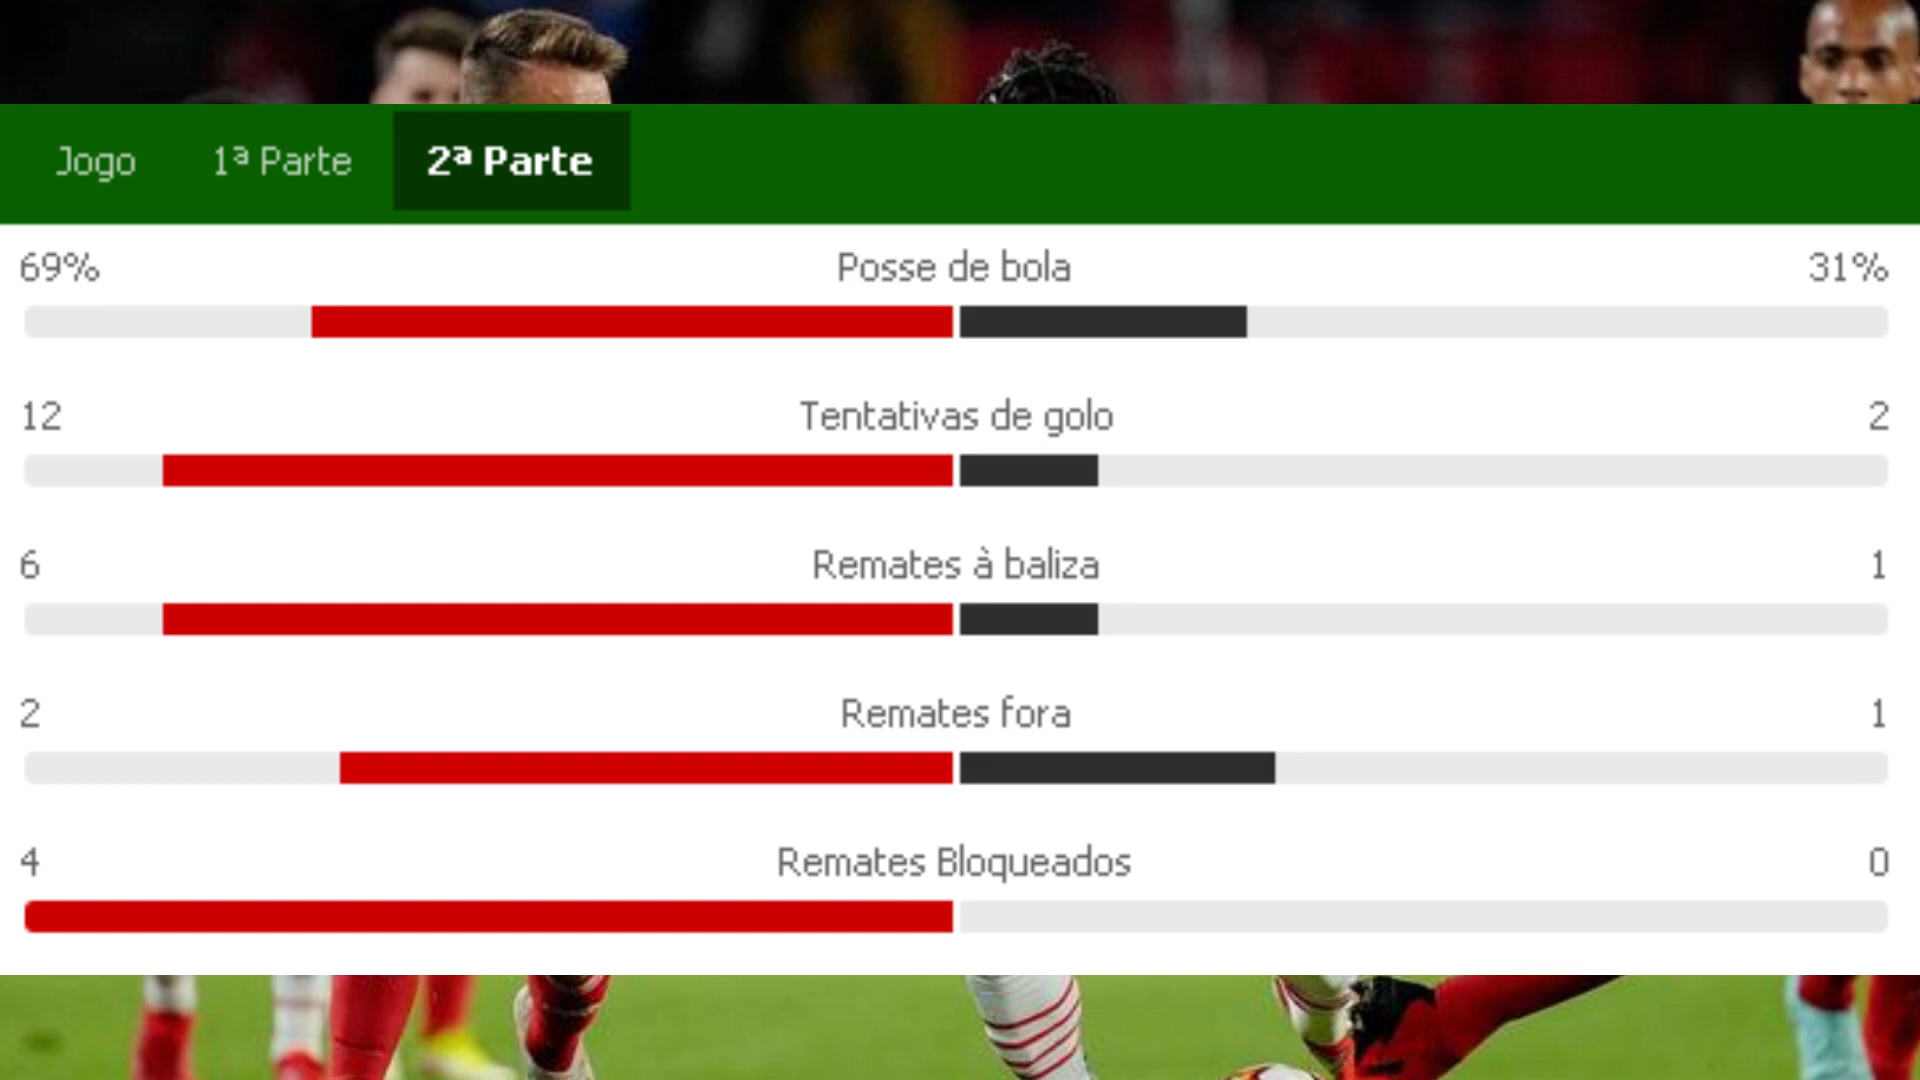 Jogo 1ª Parte 2ª Parte
69% Posse de bola 31%
12 Tentativas de golo 2
6 Remates à baliza 1
2 Remates fora 1
4 Remates Bloqueados 0